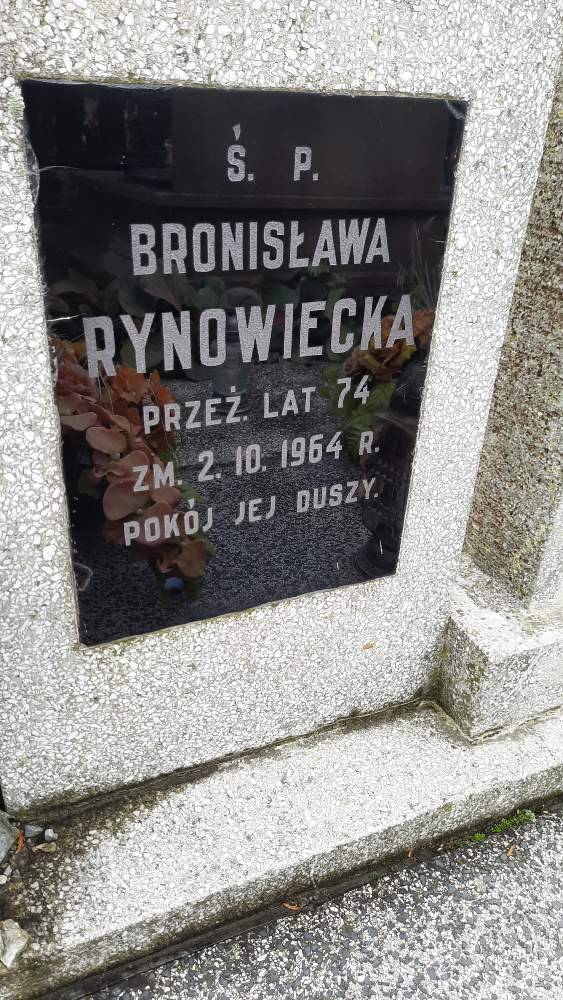 Ś. P.
BRONISŁAWA
RYNOWIECKA
PRZEŻ. LAT 74
ZM. 2. 10. 1964 R.
POKÓJ JEJ DUSZY.